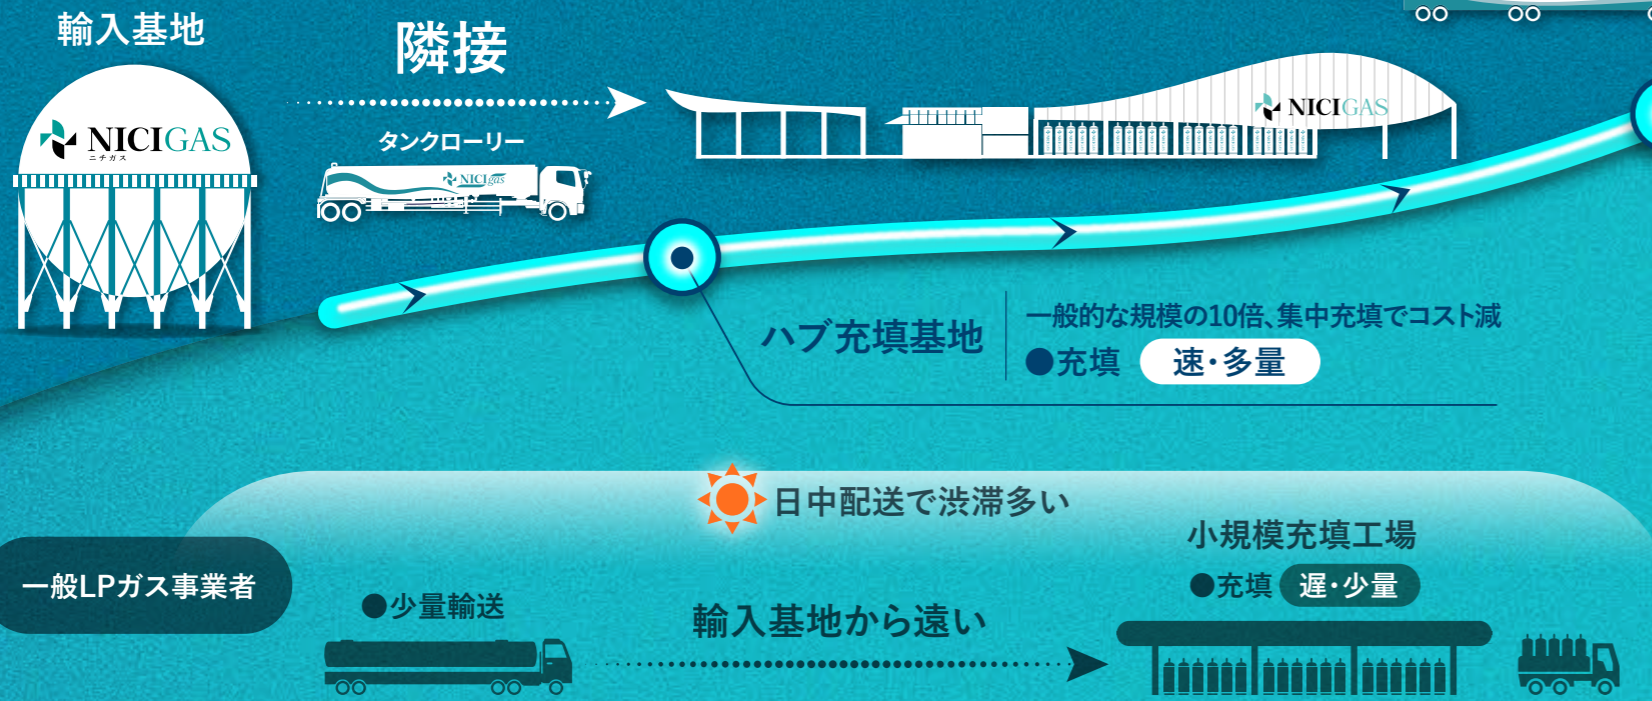 輸入基地
NICIGAS
ニチガス
隣接
タンクローリー
NICIgas
NICIGAS
ハブ充填基地
一般的な規模の10倍、集中充填でコスト減
●充填 速・多量
日中配送で渋滞多い
一般LPガス事業者
●少量輸送
輸入基地から遠い
小規模充填工場
●充填 遅・少量